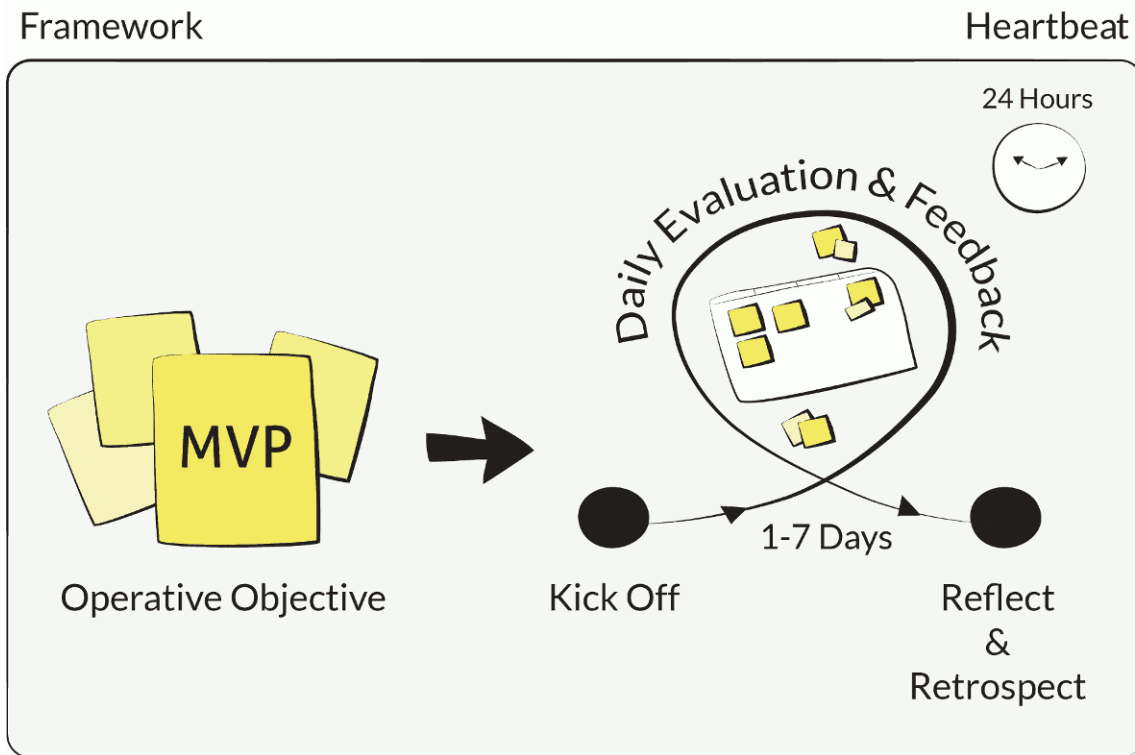 Framework
Heartbeat
24 Hours
Daily Evaluation & Feedback
MVP
1-7 Days
Operative Objective
Kick Off
Reflect
&
Retrospect